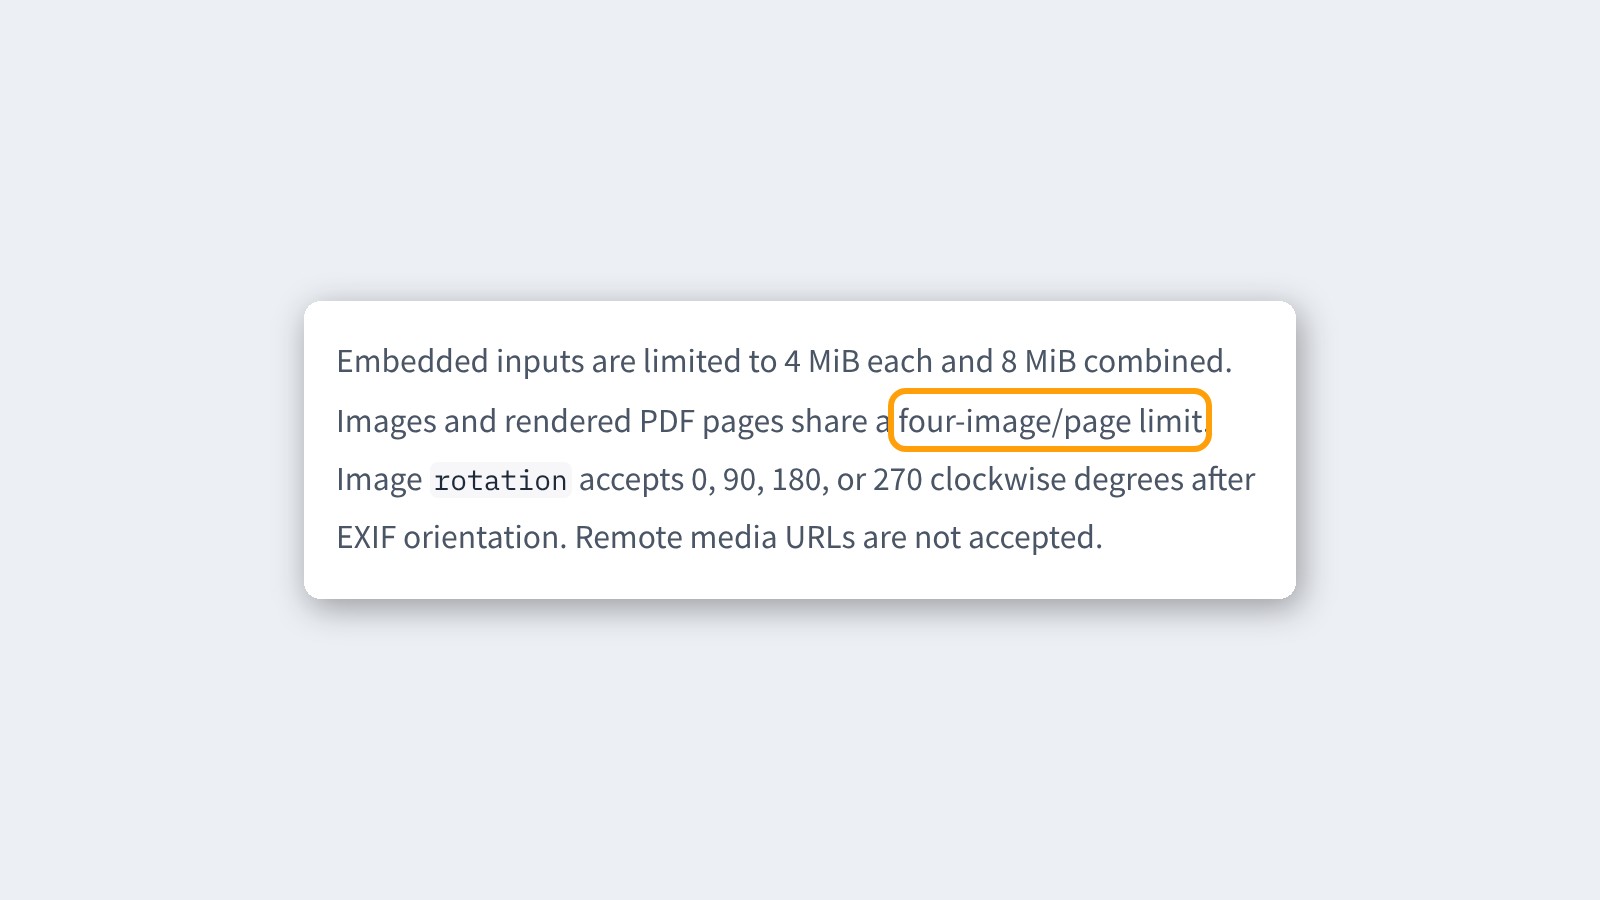 Embedded inputs are limited to 4 MiB each and 8 MiB combined.
Images and rendered PDF pages share a four-image/page limit.
Image rotation accepts 0, 90, 180, or 270 clockwise degrees after
EXIF orientation. Remote media URLs are not accepted.